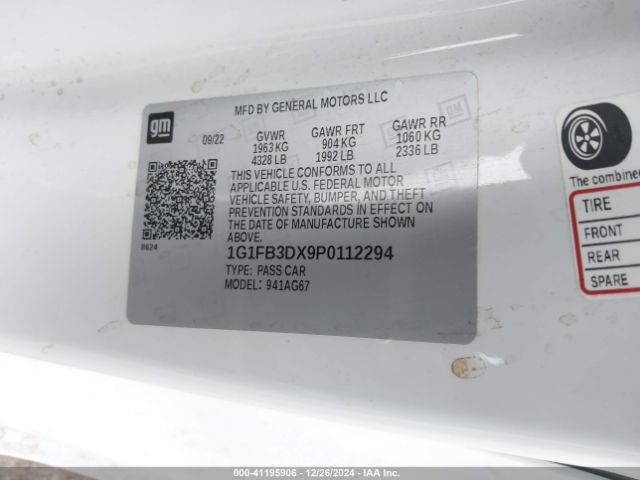 gm
MFD BY GENERAL MOTORS LLC
09/22 GVWR GAWR FRT GAWR RR
1963 KG 904 KG 1060 KG
4328 LB 1992 LB 2336 LB
THIS VEHICLE CONFORMS TO ALL
APPLICABLE U.S. FEDERAL MOTOR
VEHICLE SAFETY, BUMPER, AND THEFT
PREVENTION STANDARDS IN EFFECT ON
THE DATE OF MANUFACTURE SHOWN
ABOVE.
8624
1G1FB3DX9P0112294
TYPE: PASS CAR
MODEL: 941AG67
The combined
TIRE
FRONT
REAR
SPARE
000-41195906 - 12/26/2024 - IAA Inc.